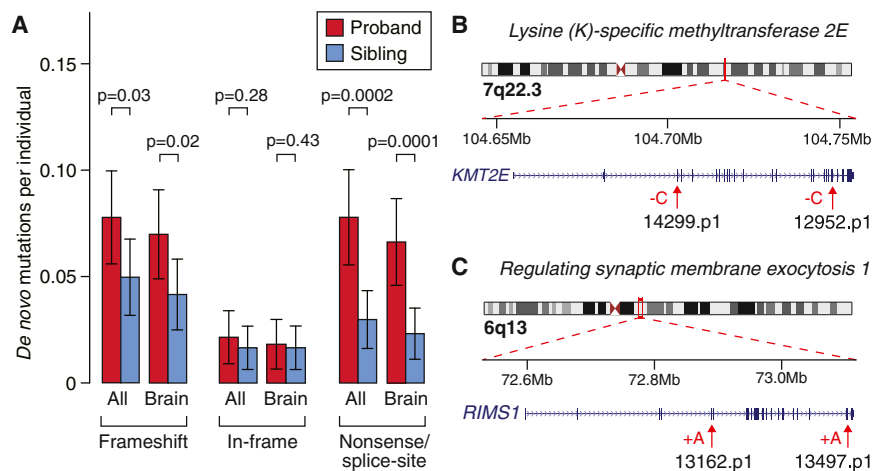 A
Proband
Sibling
De novo mutations per individual
0.15
0.10
0.05
0
p=0.03
p=0.02
p=0.28
p=0.43
p=0.0002
p=0.0001
All
Brain
All
Brain
All
Brain
Frameshift
In-frame
Nonsense/
splice-site
B
Lysine (K)-specific methyltransferase 2E
7q22.3
104.65Mb
104.70Mb
104.75Mb
KMT2E
-C
-C
14299.p1
12952.p1
C
Regulating synaptic membrane exocytosis 1
6q13
72.6Mb
72.8Mb
73.0Mb
RIMS1
+A
+A
13162.p1
13497.p1